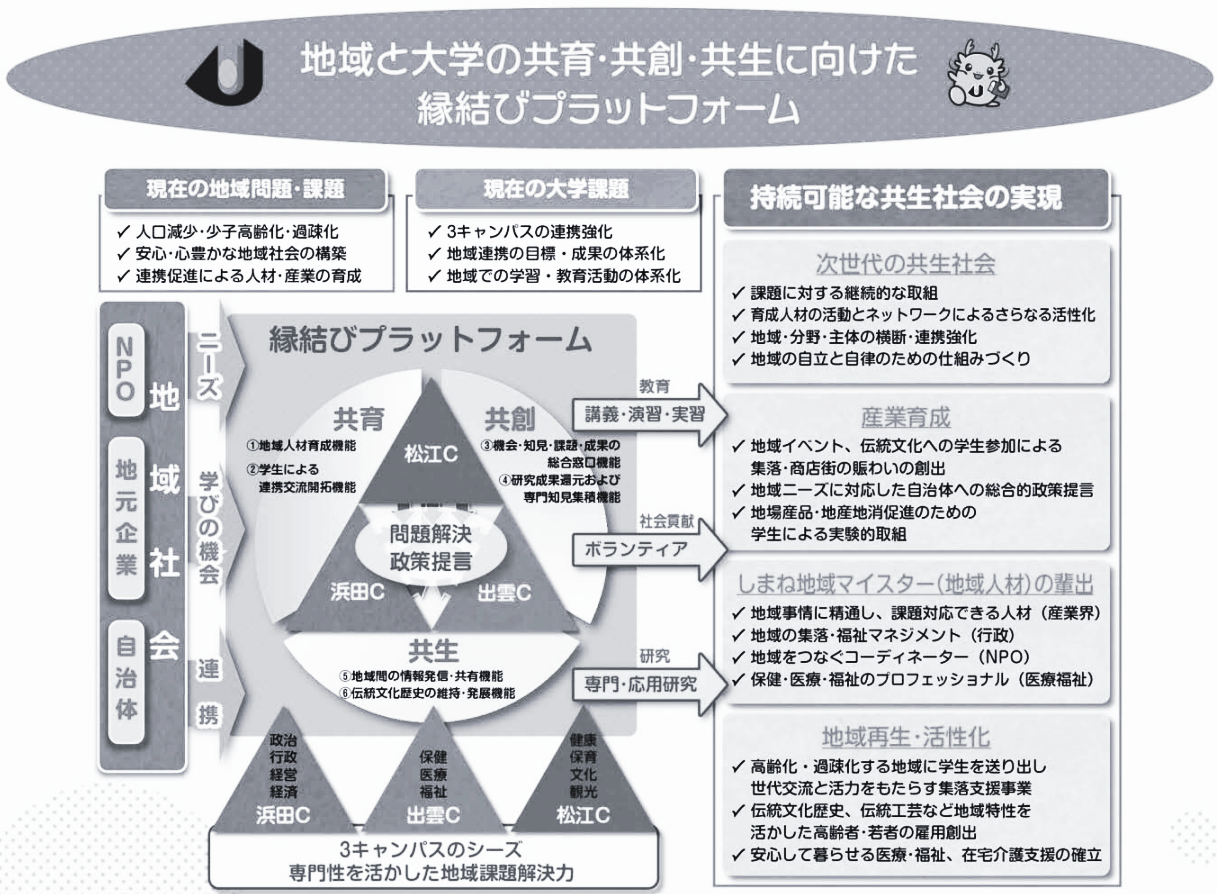 地域と大学の共育・共創・共生に向けた
縁結びプラットフォーム
現在の地域問題・課題
✓ 人口減少・少子高齢化・過疎化
✓ 安心・心豊かな地域社会の構築
✓ 連携促進による人材・産業の育成
現在の大学課題
✓ 3キャンパスの連携強化
✓ 地域連携の目標・成果の体系化
✓ 地域での学習・教育活動の体系化
地域社会
NPO
地元企業
自治体
ニーズ
学びの機会
連携
縁結びプラットフォーム
共育
①地域人材育成機能
②学生による
連携交流開拓機能
共創
③機会・知見・課題・成果の
総合窓口機能
④研究成果還元および
専門知見集積機能
松江C
問題解決
政策提言
浜田C
出雲C
共生
⑤地域間の情報発信・共有機能
⑥伝統文化歴史の維持・発展機能
政治
行政
経営
経済
浜田C
保健
医療
福祉
出雲C
健康
保育
文化
観光
松江C
3キャンパスのシーズ
専門性を活かした地域課題解決力
教育
講義・演習・実習
社会貢献
ボランティア
研究
専門・応用研究
持続可能な共生社会の実現
次世代の共生社会
✓ 課題に対する継続的な取組
✓ 育成人材の活動とネットワークによるさらなる活性化
✓ 地域・分野・主体の横断・連携強化
✓ 地域の自立と自律のための仕組みづくり
産業育成
✓ 地域イベント、伝統文化への学生参加による
集落・商店街の賑わいの創出
✓ 地域ニーズに対応した自治体への総合的政策提言
✓ 地場産品・地産地消促進のための
学生による実験的取組
しまね地域マイスター(地域人材)の輩出
✓ 地域事情に精通し、課題対応できる人材（産業界）
✓ 地域の集落・福祉マネジメント（行政）
✓ 地域をつなぐコーディネーター（NPO）
✓ 保健・医療・福祉のプロフェッショナル（医療福祉）
地域再生・活性化
✓ 高齢化・過疎化する地域に学生を送り出し
世代交流と活力をもたらす集落支援事業
✓ 伝統文化歴史、伝統工芸など地域特性を
活かした高齢者・若者の雇用創出
✓ 安心して暮らせる医療・福祉、在宅介護支援の確立